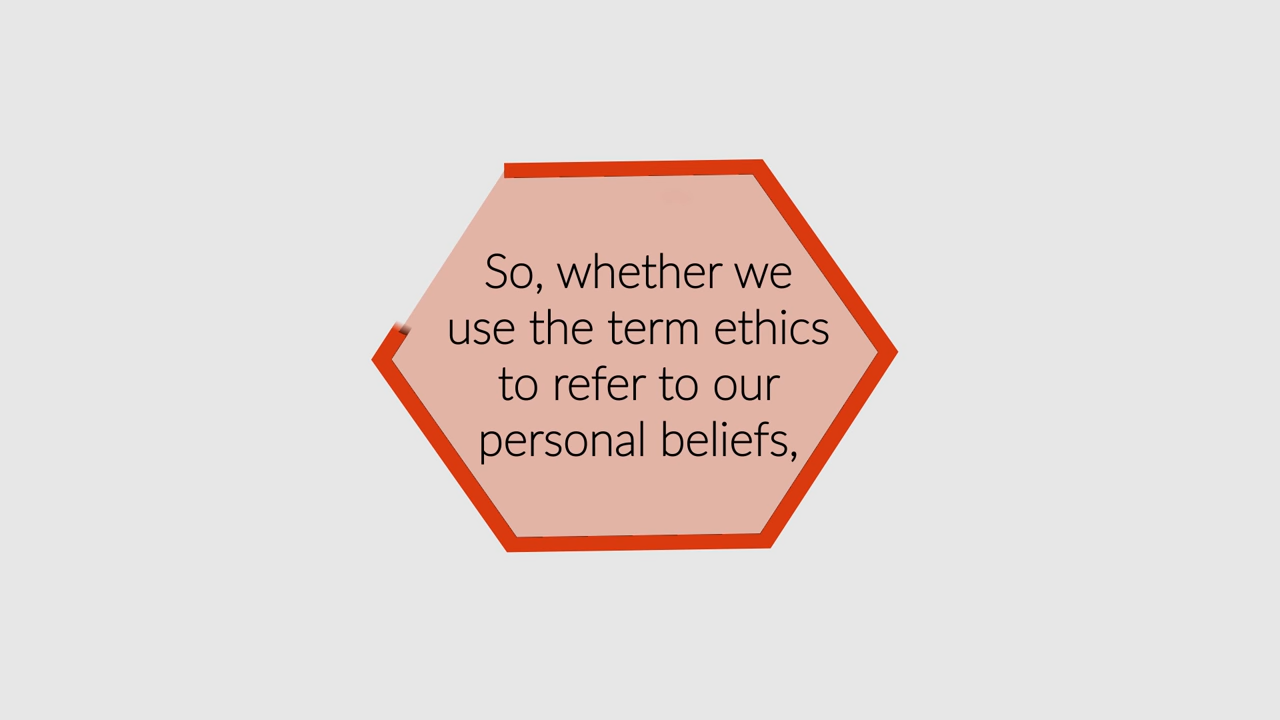 So, whether we
use the term ethics
to refer to our
personal beliefs,